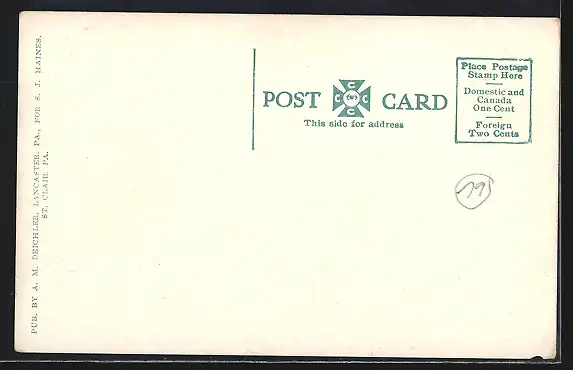 PUB. BY A. M. DEICHLER, LANCASTER, PA., FOR S. J. HAINES,
ST. CLAIR, PA.
POST CARD
This side for address
Place Postage
Stamp Here
Domestic and
Canada
One Cent
Foreign
Two Cents